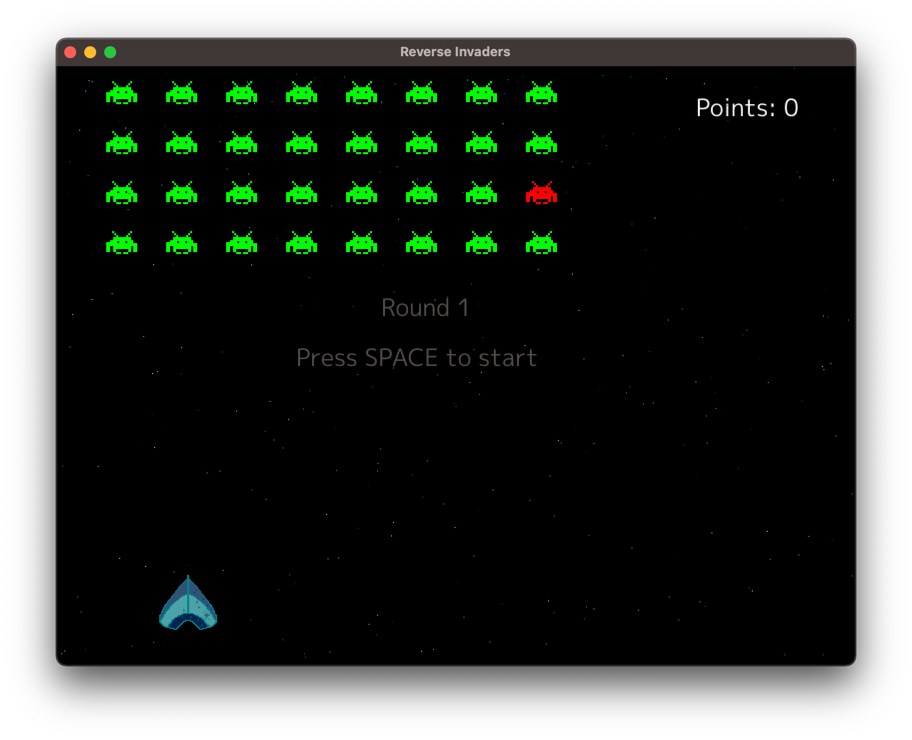 Reverse Invaders
Points: 0
Round 1
Press SPACE to start